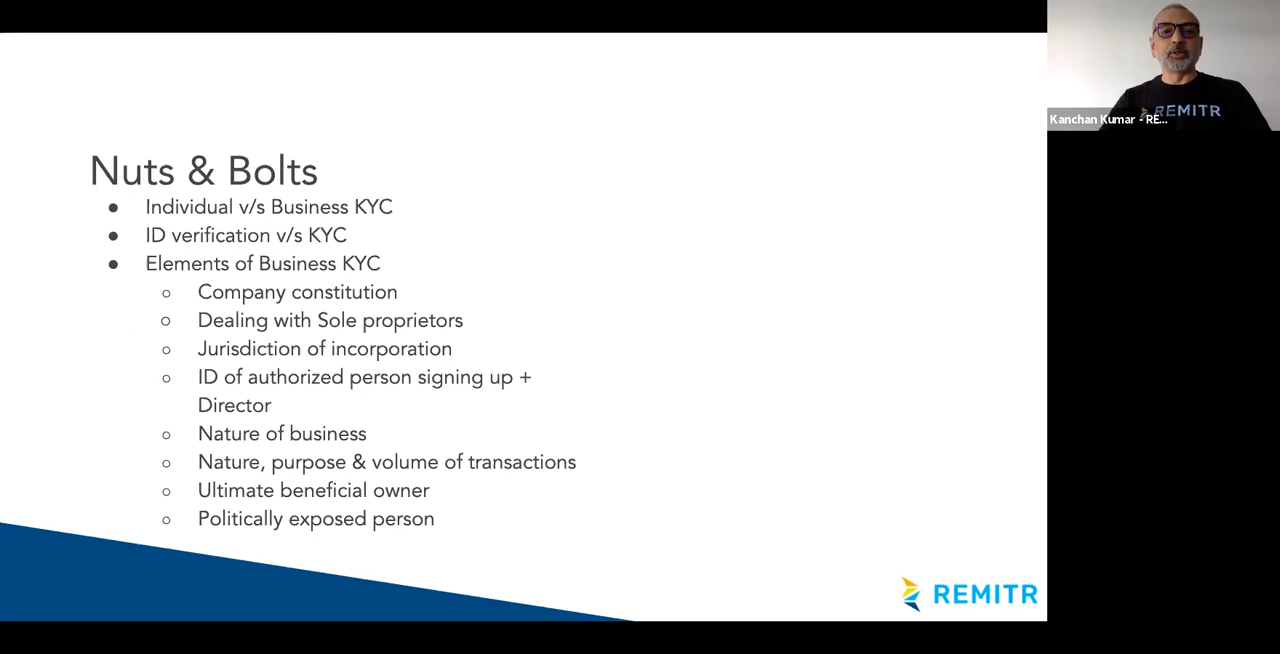 Nuts & Bolts
● Individual v/s Business KYC
● ID verification v/s KYC
● Elements of Business KYC
○ Company constitution
○ Dealing with Sole proprietors
○ Jurisdiction of incorporation
○ ID of authorized person signing up +
Director
○ Nature of business
○ Nature, purpose & volume of transactions
○ Ultimate beneficial owner
○ Politically exposed person
REMITR
REMITR
Kanchan Kumar - RE...